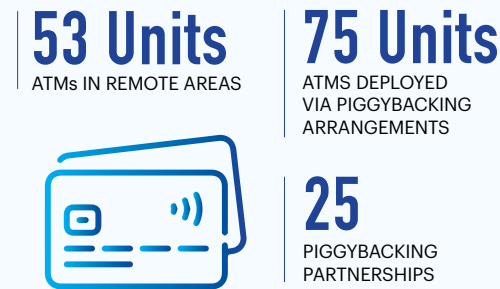 53 Units
ATMs IN REMOTE AREAS
75 Units
ATMS DEPLOYED
VIA PIGGYBACKING
ARRANGEMENTS
25
PIGGYBACKING
PARTNERSHIPS